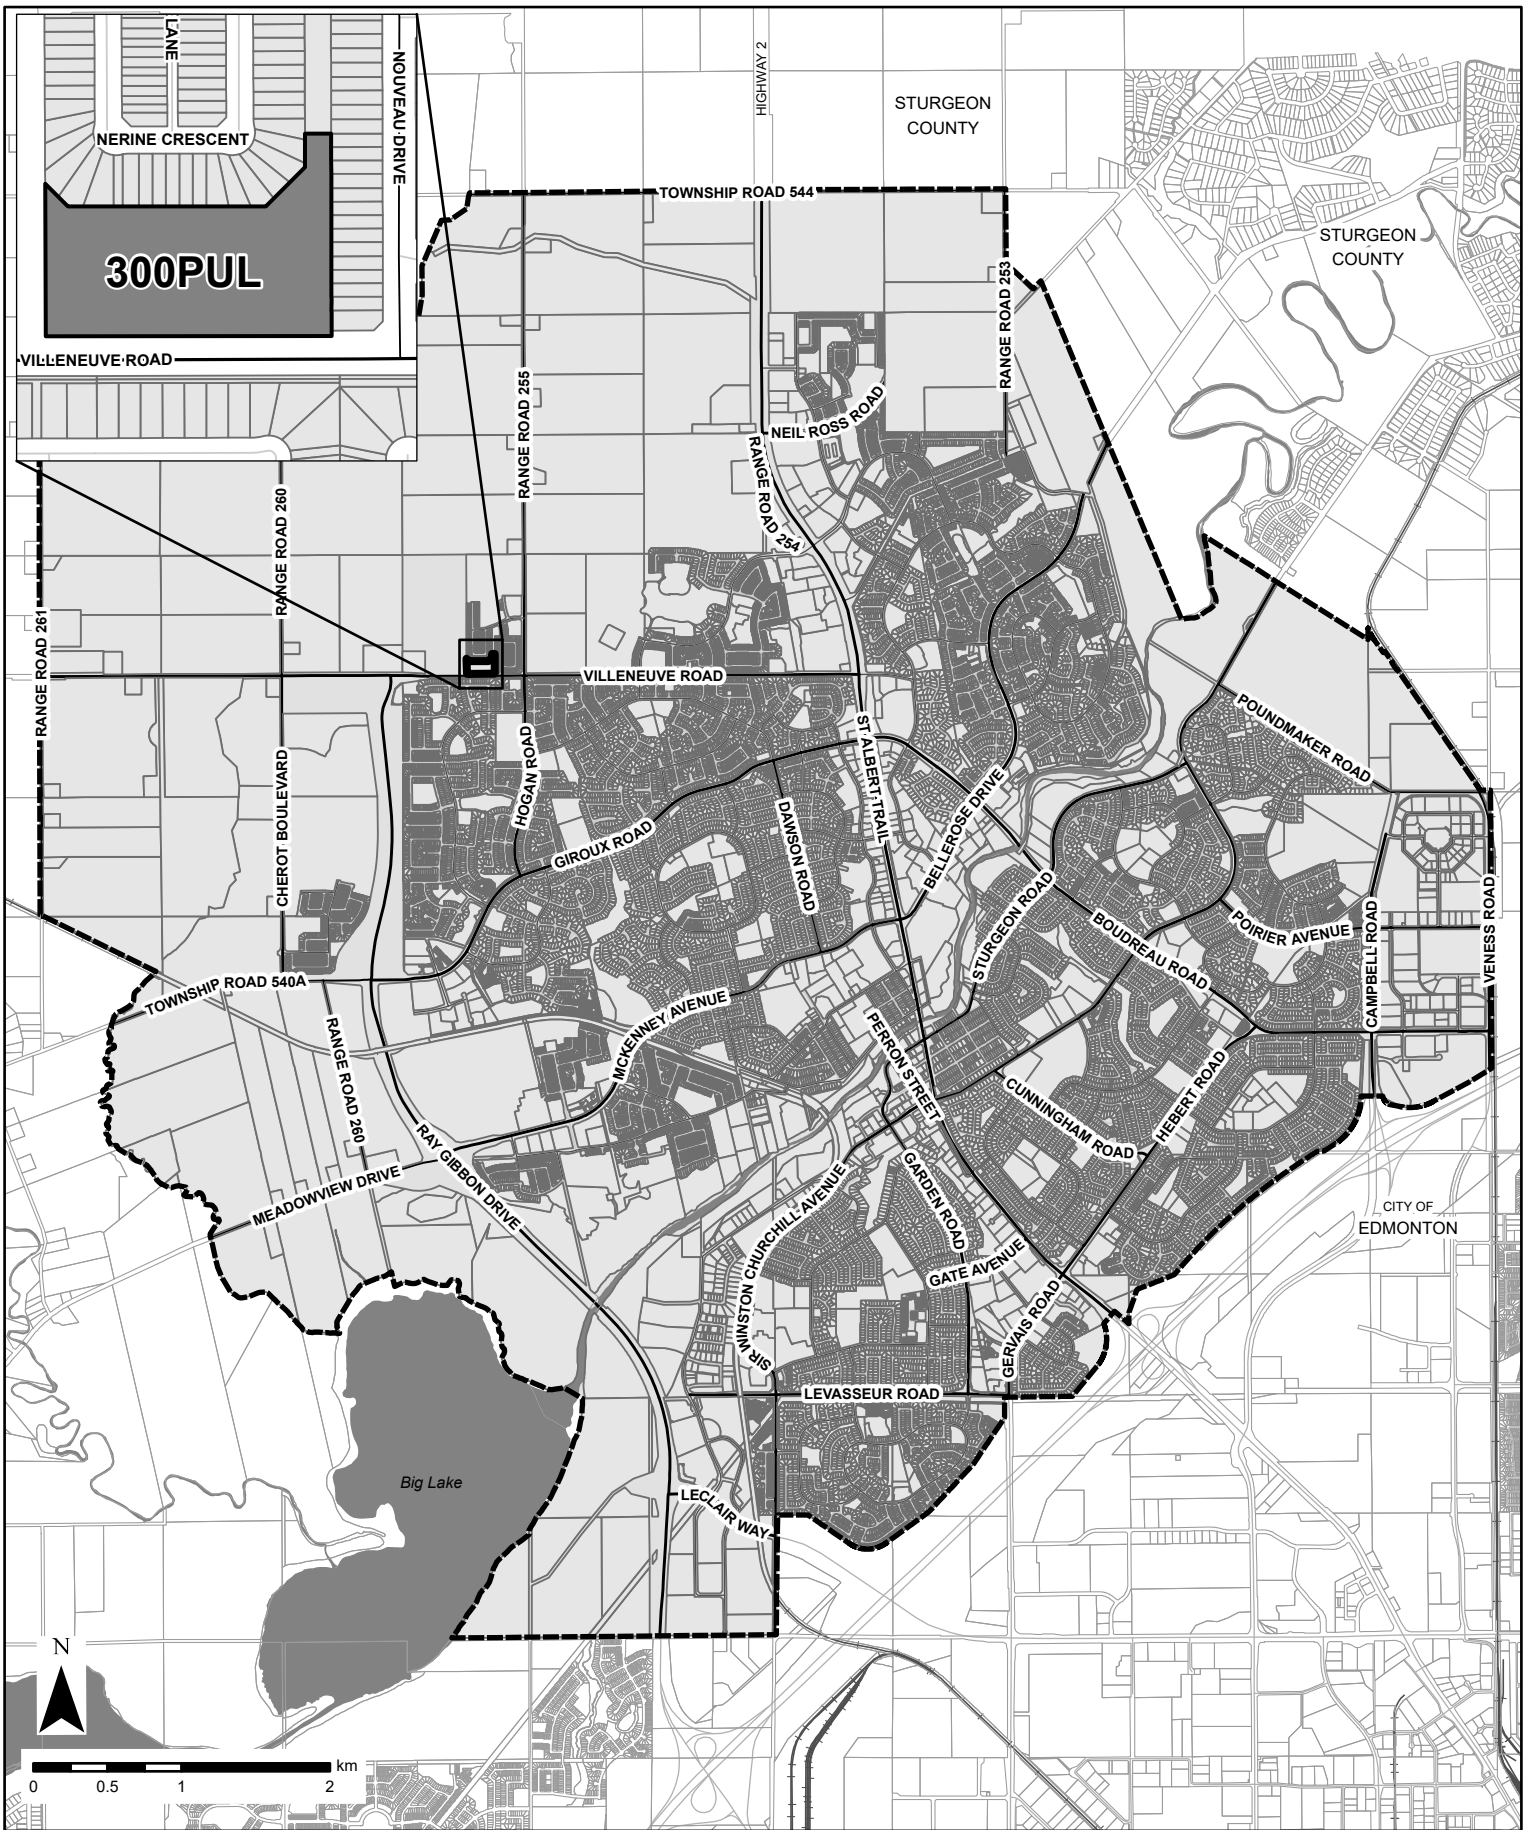 LANE
NOUVEAU DRIVE
NERINE CRESCENT
300PUL
VILLENEUVE ROAD
HIGHWAY 2
STURGEON
COUNTY
TOWNSHIP ROAD 544
STURGEON
COUNTY
RANGE ROAD 253
RANGE ROAD 255
NEIL ROSS ROAD
RANGE ROAD 254
RANGE ROAD 260
RANGE ROAD 261
VILLENEUVE ROAD
POUNDMAKER ROAD
ST. ALBERT TRAIL
HOGAN ROAD
CHEROT BOULEVARD
GIROUX ROAD
DAWSON ROAD
BELLEROSE DRIVE
STURGEON ROAD
BOUDREAU ROAD
POIRIER AVENUE
CAMPBELL ROAD
VENESS ROAD
TOWNSHIP ROAD 540A
RANGE ROAD 260
MCKENNEY AVENUE
PERRON STREET
CUNNINGHAM ROAD
HEBERT ROAD
RAY GIBBON DRIVE
MEADOWVIEW DRIVE
SIR WINSTON CHURCHILL AVENUE
GARDEN ROAD
GATE AVENUE
GERVAIS ROAD
CITY OF
EDMONTON
LEVASSEUR ROAD
Big Lake
LECLAIR WAY
N
km
0 0.5 1 2